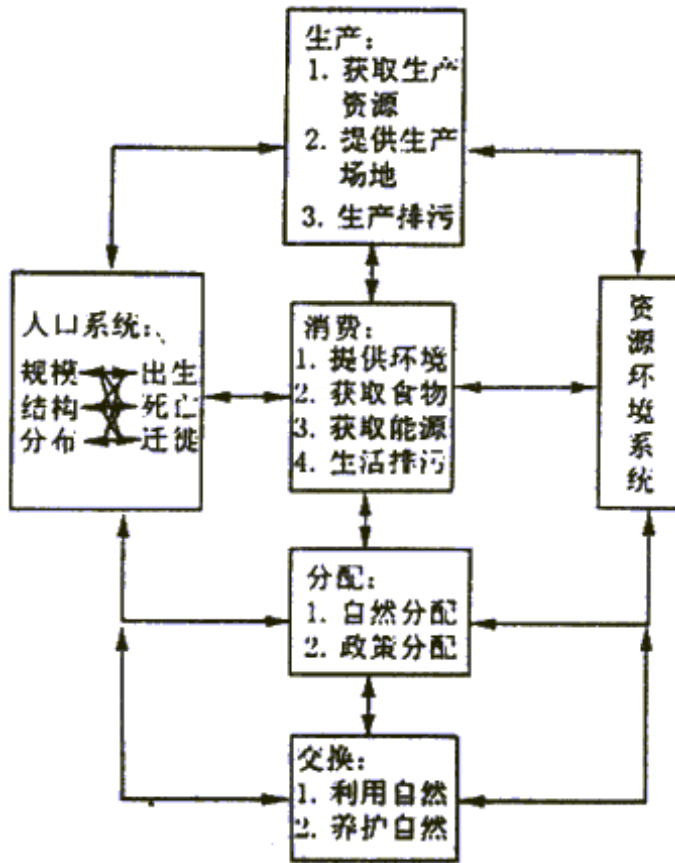 生产：
1. 获取生产
资源
2. 提供生产
场地
3. 生产排污
人口系统：
规模 出生
结构 死亡
分布 迁徙
消费：
1. 提供环境
2. 获取食物
3. 获取能源
4. 生活排污
资
源
环
境
系
统
分配：
1. 自然分配
2. 政策分配
交换：
1. 利用自然
2. 养护自然